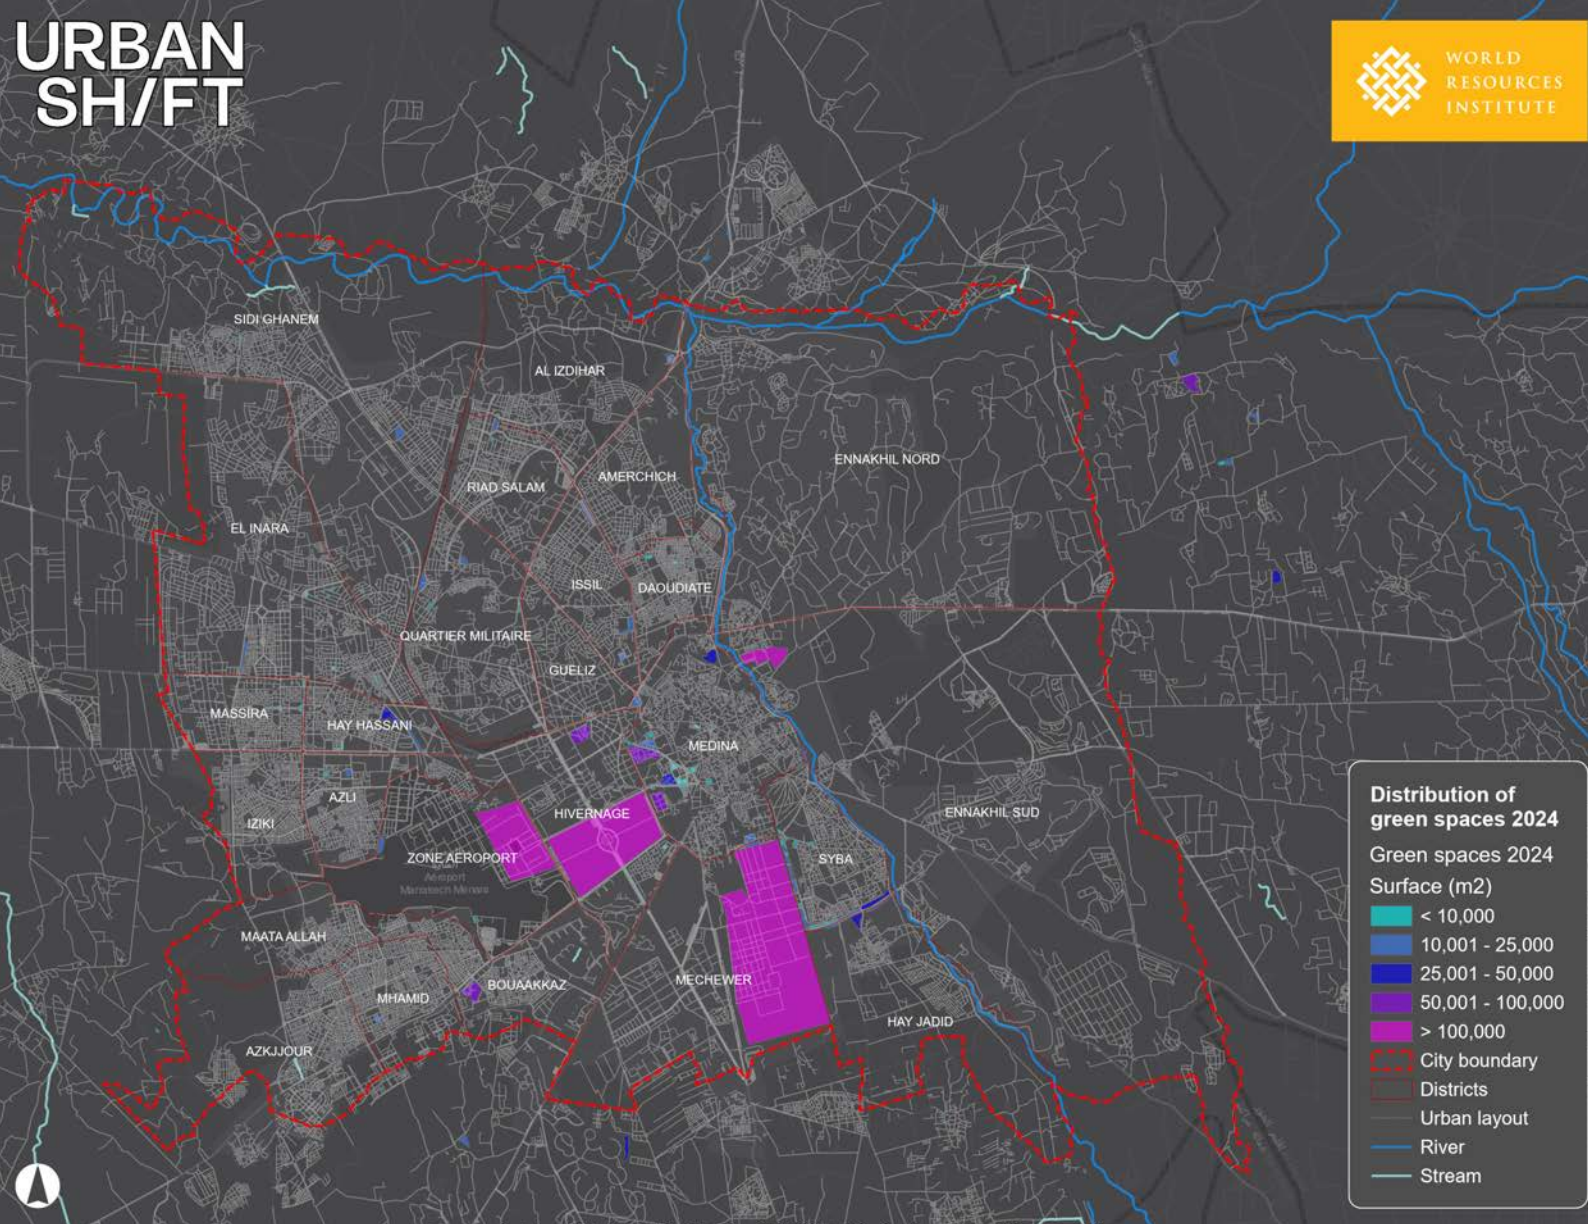 URBAN
SH/FT
WORLD
RESOURCES
INSTITUTE
SIDI GHANEM
AL IZDIHAR
ENNAKHIL NORD
AMERCHICH
RIAD SALAM
EL INARA
ISSIL
DAOUDIATE
QUARTIER MILITAIRE
GUELIZ
MASSIRA
HAY HASSANI
MEDINA
AZLI
HIVERNAGE
ENNAKHIL SUD
IZIKI
ZONE AEROPORT
SYBA
Aéroport
Marrakech Menara
MAATA ALLAH
MECHEWER
BOUAAKKAZ
MHAMID
HAY JADID
AZKJJOUR
Distribution of
green spaces 2024
Green spaces 2024
Surface (m2)
< 10,000
10,001 - 25,000
25,001 - 50,000
50,001 - 100,000
> 100,000
City boundary
Districts
Urban layout
River
Stream